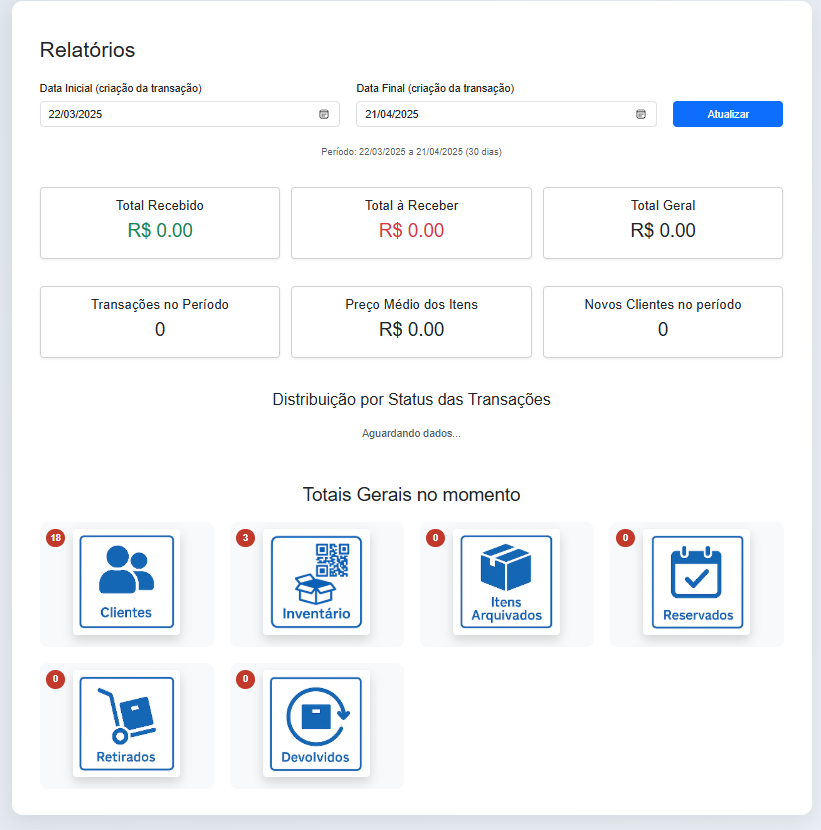 Relatórios
Data Inicial (criação da transação)
Data Final (criação da transação)
22/03/2025
21/04/2025
Atualizar
Período: 22/03/2025 a 21/04/2025 (30 dias)
Total Recebido
R$ 0.00
Total à Receber
R$ 0.00
Total Geral
R$ 0.00
Transações no Período
0
Preço Médio dos Itens
R$ 0.00
Novos Clientes no período
0
Distribuição por Status das Transações
Aguardando dados...
Totais Gerais no momento
18
Clientes
3
Inventário
0
Itens
Arquivados
0
Reservados
0
Retirados
0
Devolvidos